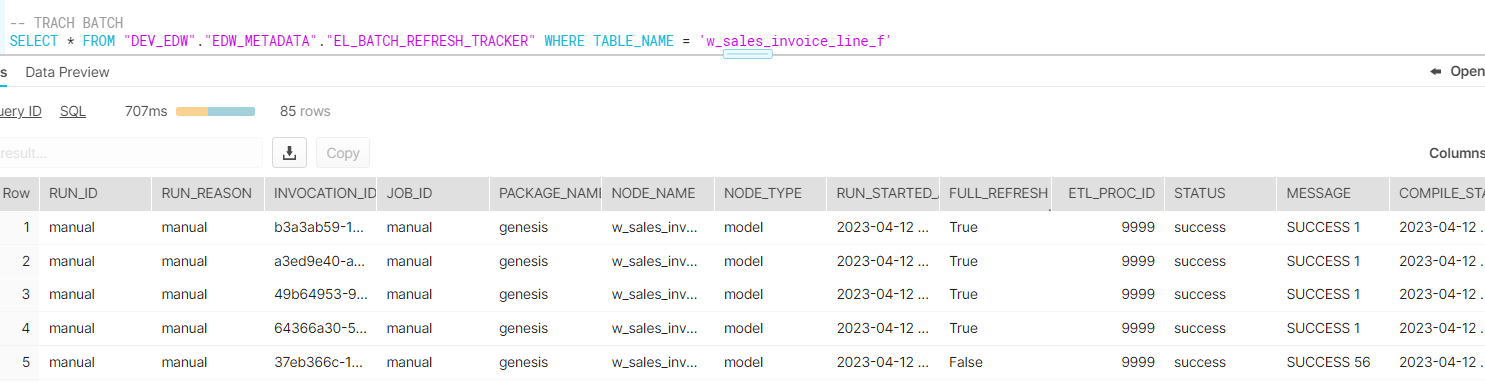 -- TRACH BATCH
SELECT * FROM "DEV_EDW"."EDW_METADATA"."EL_BATCH_REFRESH_TRACKER" WHERE TABLE_NAME = 'w_sales_invoice_line_f'
s Data Preview Open
uery ID SQL 707ms 85 rows
result... Copy
Columns
Row RUN_ID RUN_REASON INVOCATION_ID JOB_ID PACKAGE_NAME NODE_NAME NODE_TYPE RUN_STARTED_ FULL_REFRESH ETL_PROC_ID STATUS MESSAGE COMPILE_STA
1 manual manual b3a3ab59-1... manual genesis w_sales_inv... model 2023-04-12 ... True 9999 success SUCCESS 1 2023-04-12 .
2 manual manual a3ed9e40-a... manual genesis w_sales_inv... model 2023-04-12 ... True 9999 success SUCCESS 1 2023-04-12 .
3 manual manual 49b64953-9... manual genesis w_sales_inv... model 2023-04-12 ... True 9999 success SUCCESS 1 2023-04-12 .
4 manual manual 64366a30-5... manual genesis w_sales_inv... model 2023-04-12 ... True 9999 success SUCCESS 1 2023-04-12 .
5 manual manual 37eb366c-1... manual genesis w_sales_inv... model 2023-04-12 ... False 9999 success SUCCESS 56 2023-04-12 .